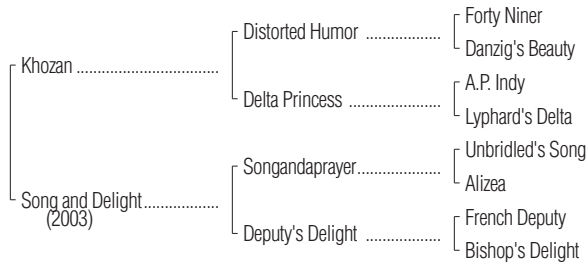 Forty Niner
Distorted Humor ..................
Danzig's Beauty
Khozan ..................................
A.P. Indy
Delta Princess ......................
Lyphard's Delta
Unbridled's Song
Songandaprayer....................
Alizea
Song and Delight..................
(2003)
French Deputy
Deputy's Delight ..................
Bishop's Delight